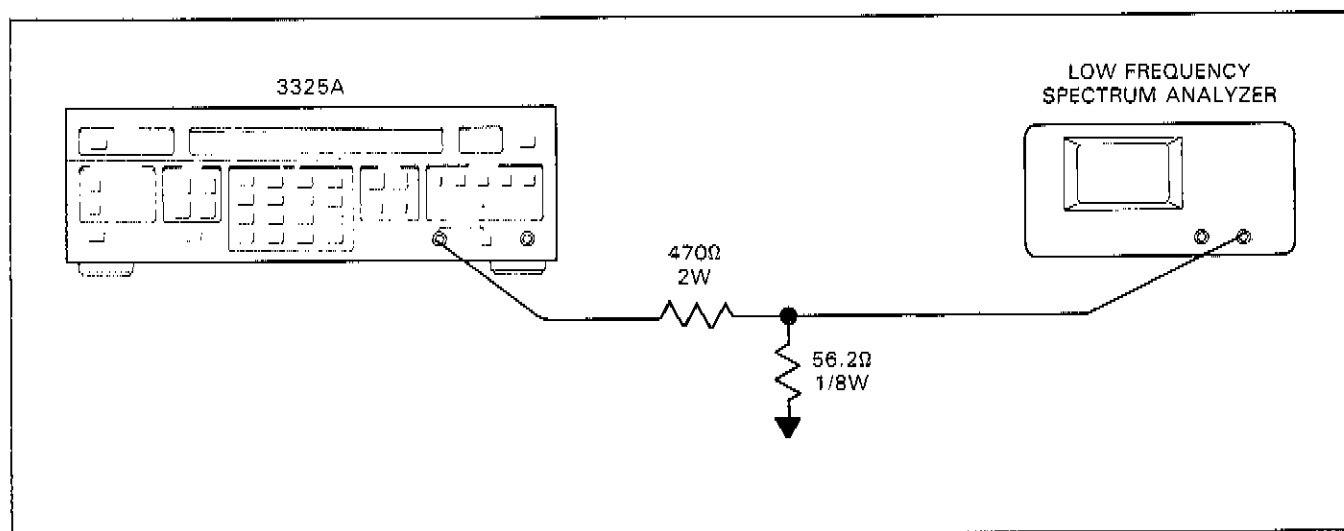 3325A
LOW FREQUENCY
SPECTRUM ANALYZER
470Ω
2W
56.2Ω
1/8W